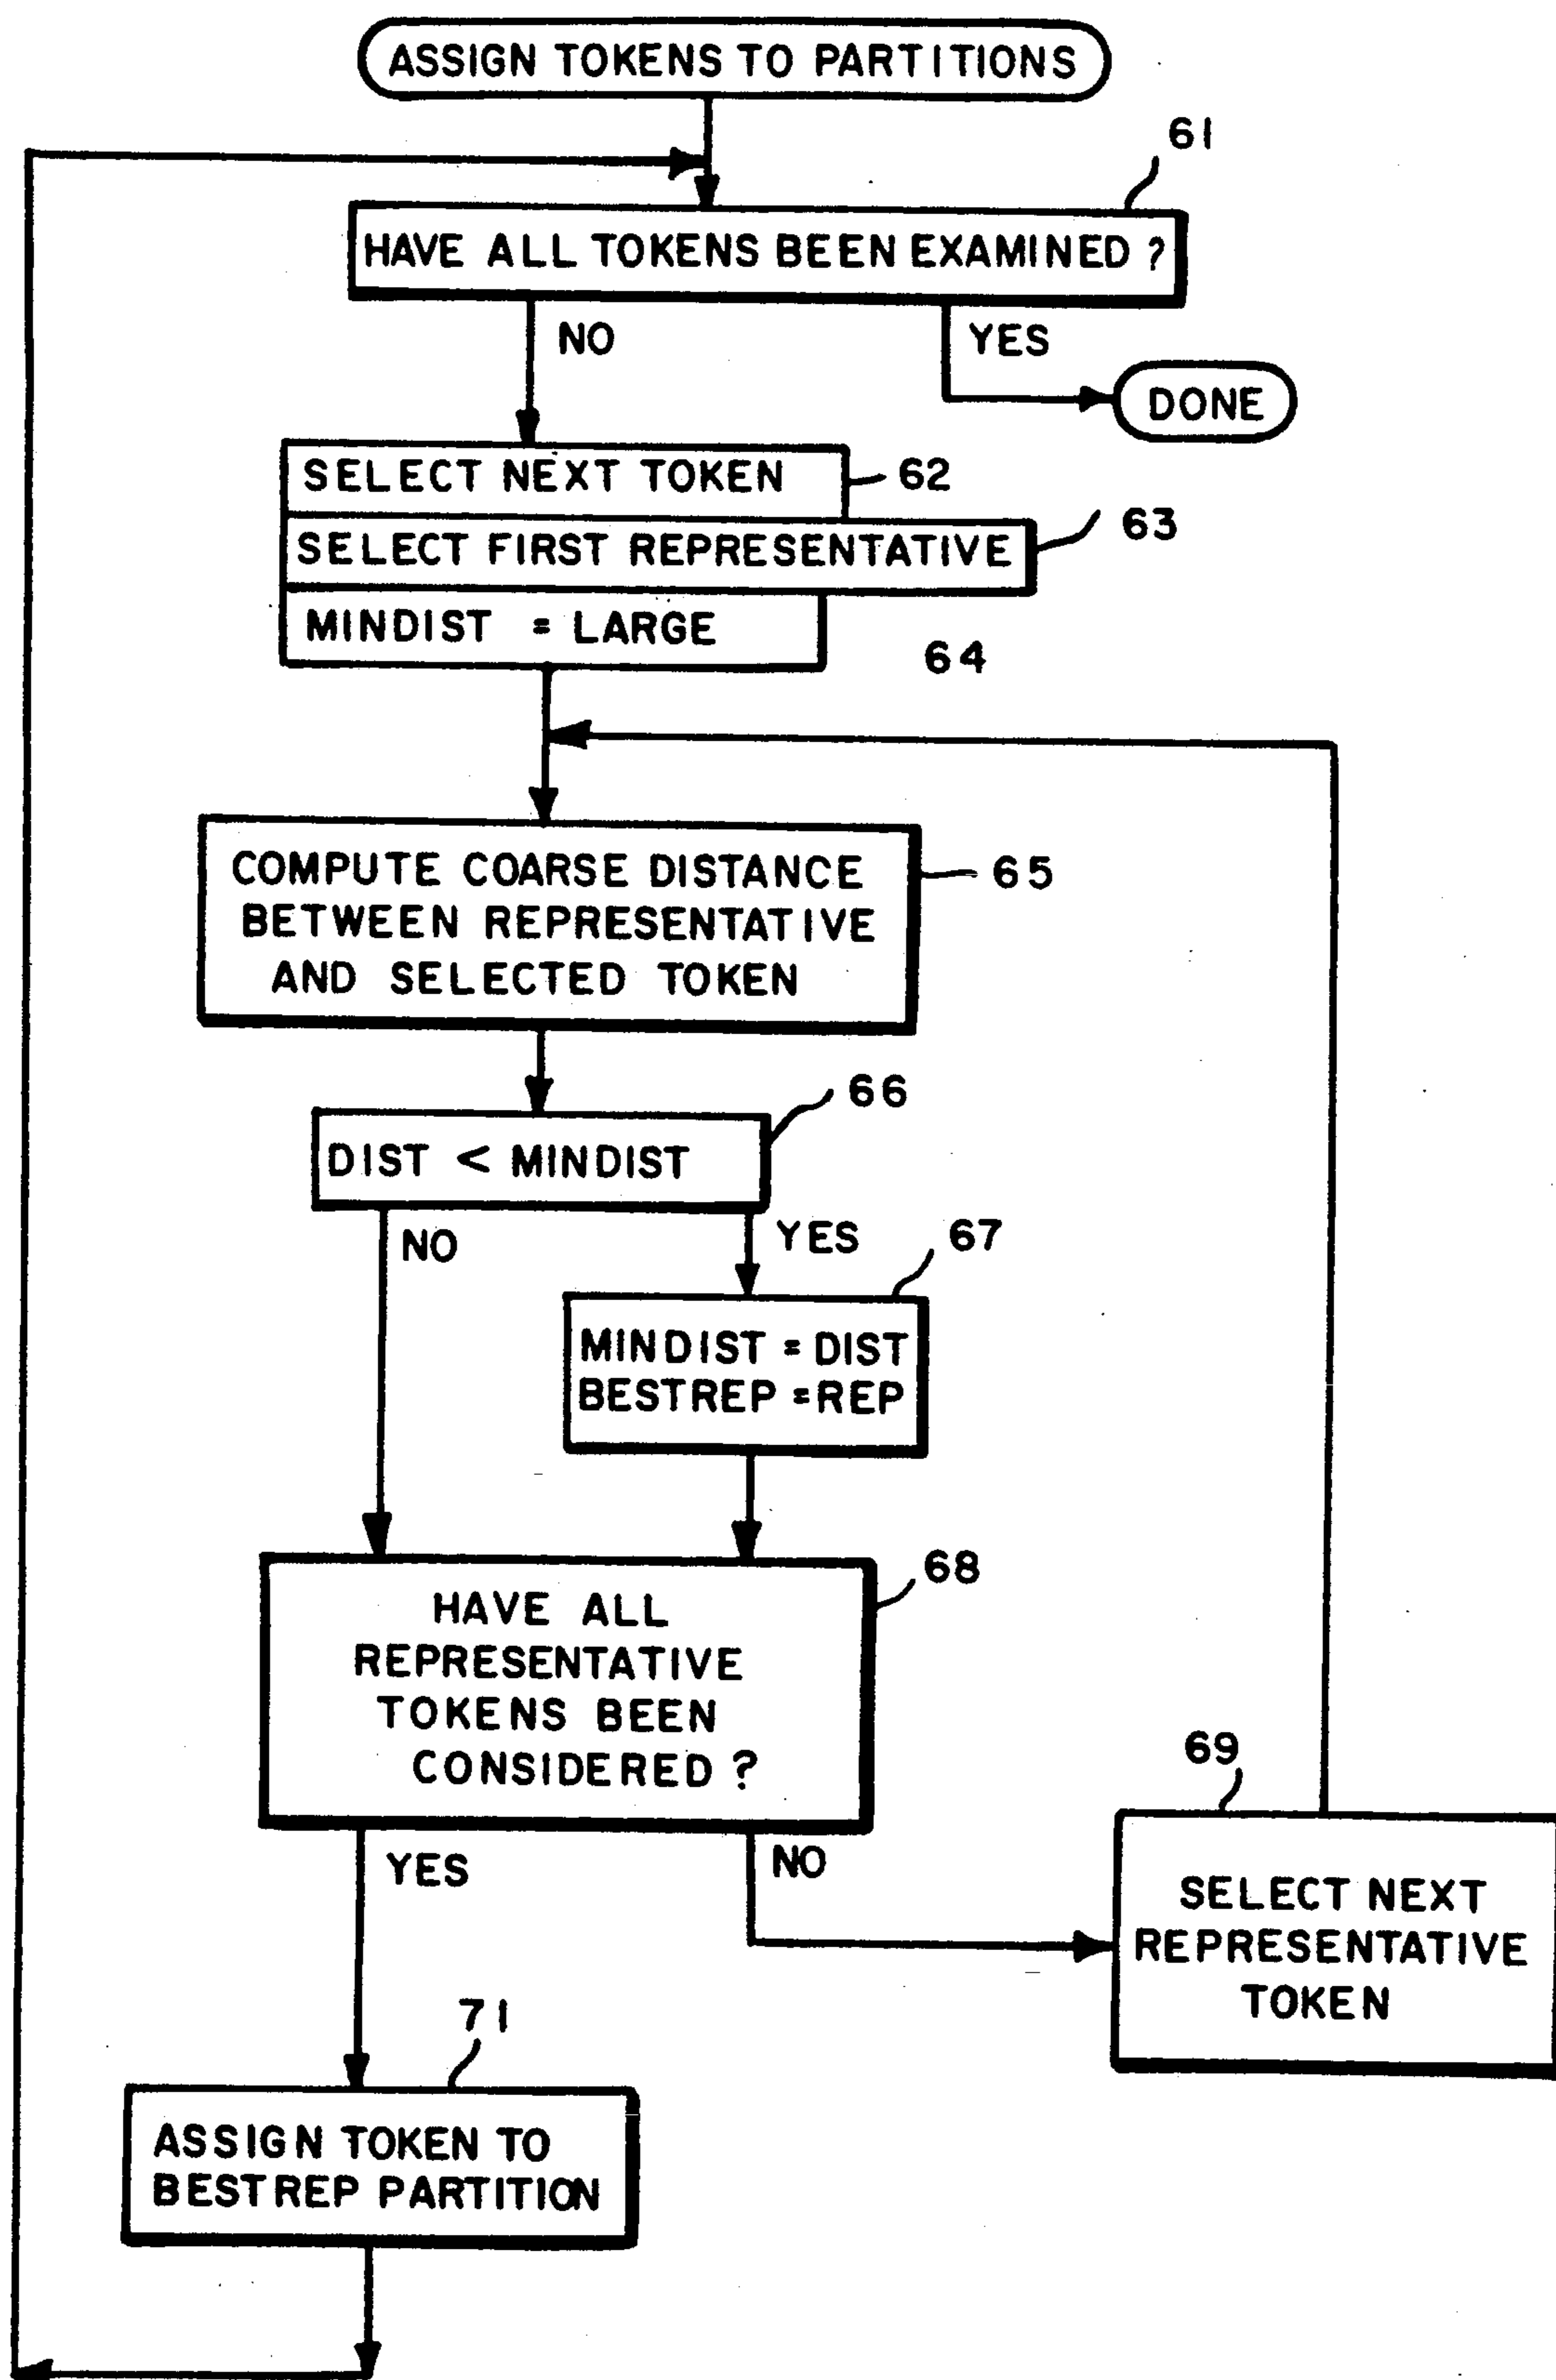 ASSIGN TOKENS TO PARTITIONS
61
HAVE ALL TOKENS BEEN EXAMINED ?
NO
YES
DONE
SELECT NEXT TOKEN
62
SELECT FIRST REPRESENTATIVE
63
MINDIST = LARGE
64
COMPUTE COARSE DISTANCE
BETWEEN REPRESENTATIVE
AND SELECTED TOKEN
65
66
DIST < MINDIST
NO
YES
67
MINDIST = DIST
BESTREP = REP
68
HAVE ALL
REPRESENTATIVE
TOKENS BEEN
CONSIDERED ?
YES
NO
69
SELECT NEXT
REPRESENTATIVE
TOKEN
71
ASSIGN TOKEN TO
BESTREP PARTITION